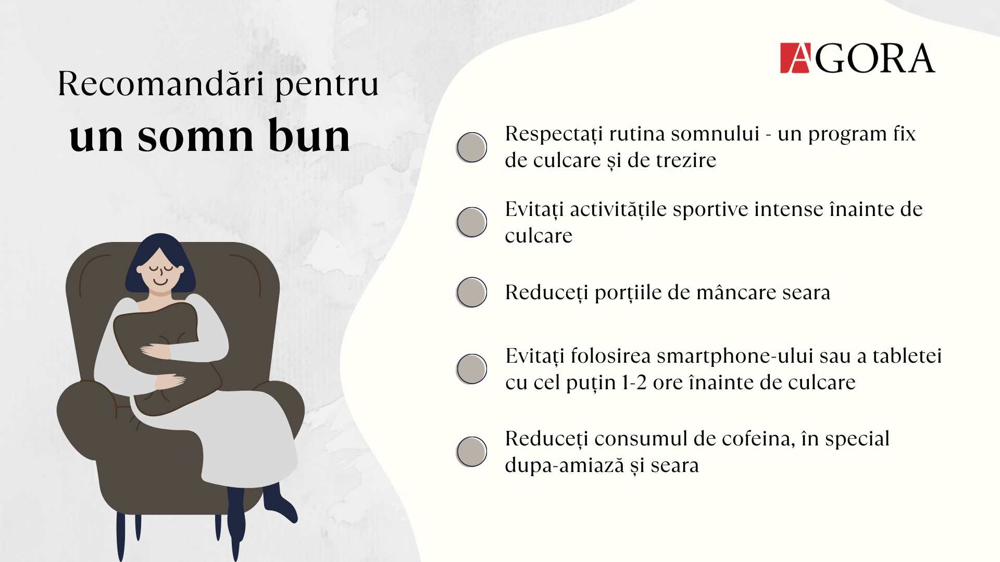 Recomandări pentru
un somn bun
AGORA
Respectați rutina somnului - un program fix
de culcare și de trezire
Evitați activitățile sportive intense înainte de
culcare
Reduceți porțiile de mâncare seara
Evitați folosirea smartphone-ului sau a tabletei
cu cel puțin 1-2 ore înainte de culcare
Reduceți consumul de cofeina, în special
dupa-amiază și seara